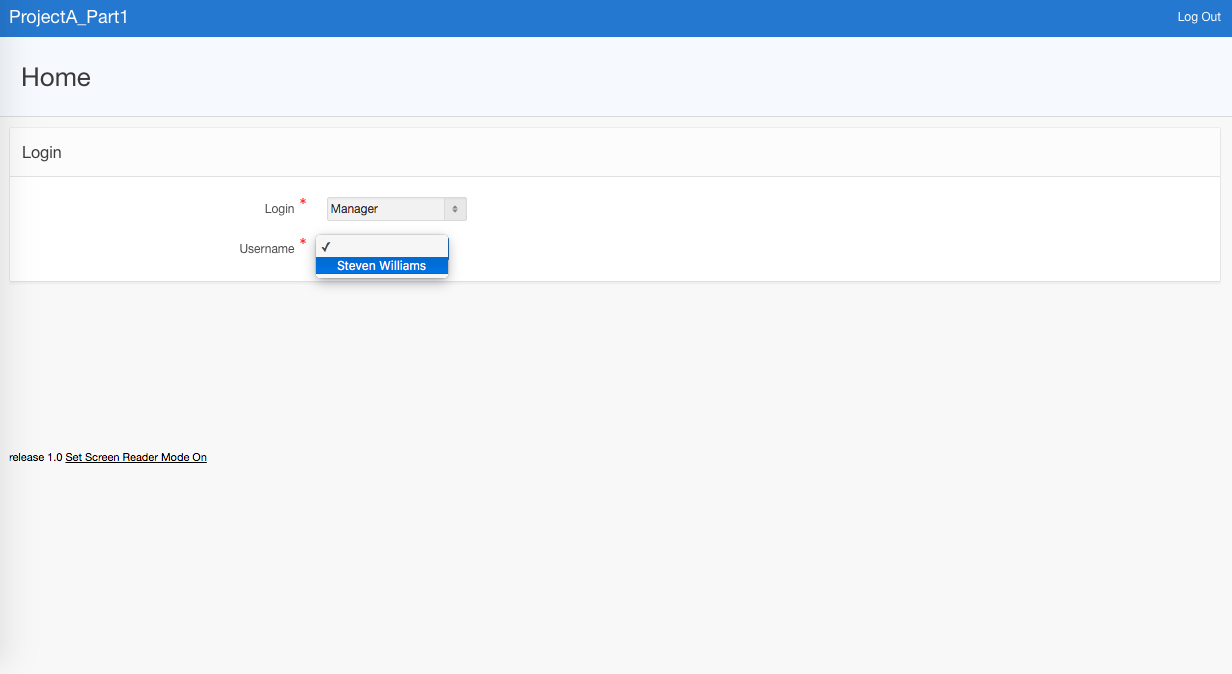 ProjectA_Part1 Log Out
Home
Login
Login * Manager
Username * ✓
Steven Williams
release 1.0 Set Screen Reader Mode On